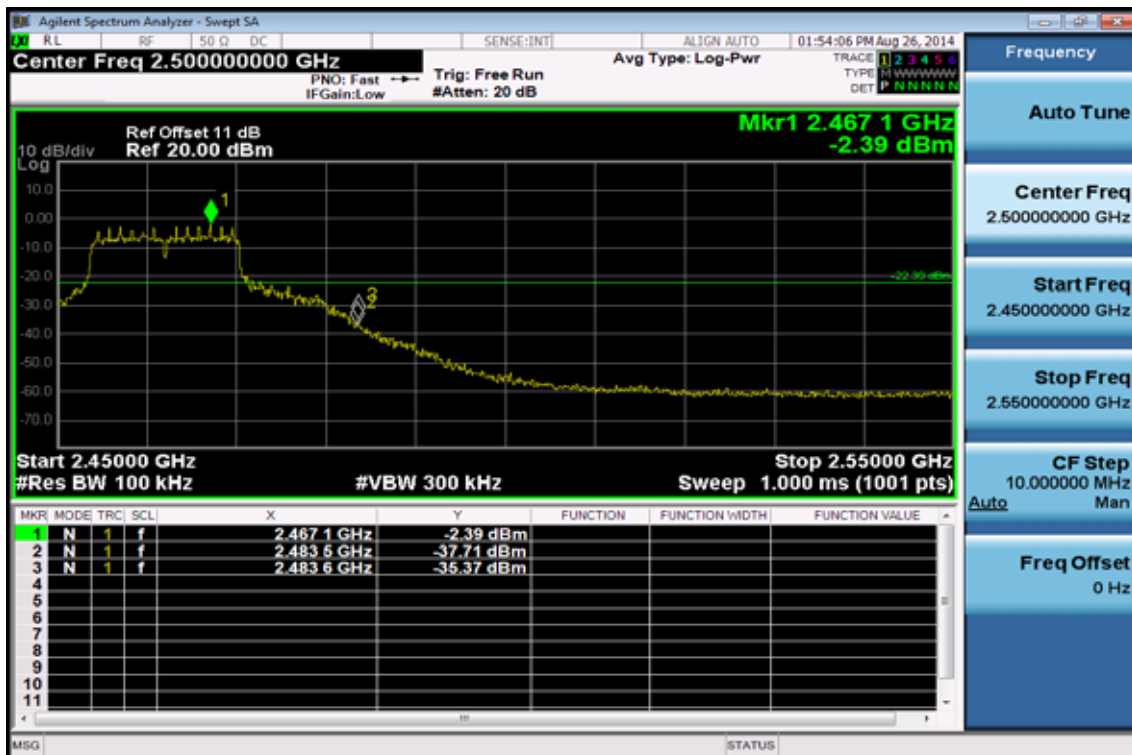 Agilent Spectrum Analyzer - Swept SA
RL RF 50 Ω DC SENSE:INT ALIGN AUTO 01:54:06 PM Aug 26, 2014
Center Freq 2.500000000 GHz
PNO: Fast
IFGain:Low
Trig: Free Run
#Atten: 20 dB
Avg Type: Log-Pwr
TRACE 1 2 3 4 5 6
TYPE M WWWWW
DET P N N N N N
Ref Offset 11 dB
10 dB/div Ref 20.00 dBm
Log
Mkr1 2.467 1 GHz
-2.39 dBm
10.0
0.00
-10.0
-20.0
-30.0
-40.0
-50.0
-60.0
-70.0
1
-22.39 dBm
3
2
Start 2.45000 GHz Stop 2.55000 GHz
#Res BW 100 kHz #VBW 300 kHz Sweep 1.000 ms (1001 pts)
MKR MODE TRC SCL X Y FUNCTION FUNCTION WIDTH FUNCTION VALUE
1 N 1 f 2.467 1 GHz -2.39 dBm
2 N 1 f 2.483 5 GHz -37.71 dBm
3 N 1 f 2.483 6 GHz -35.37 dBm
4
5
6
7
8
9
10
11
MSG STATUS
Frequency
Auto Tune
Center Freq
2.500000000 GHz
Start Freq
2.450000000 GHz
Stop Freq
2.550000000 GHz
CF Step
10.000000 MHz
Auto Man
Freq Offset
0 Hz